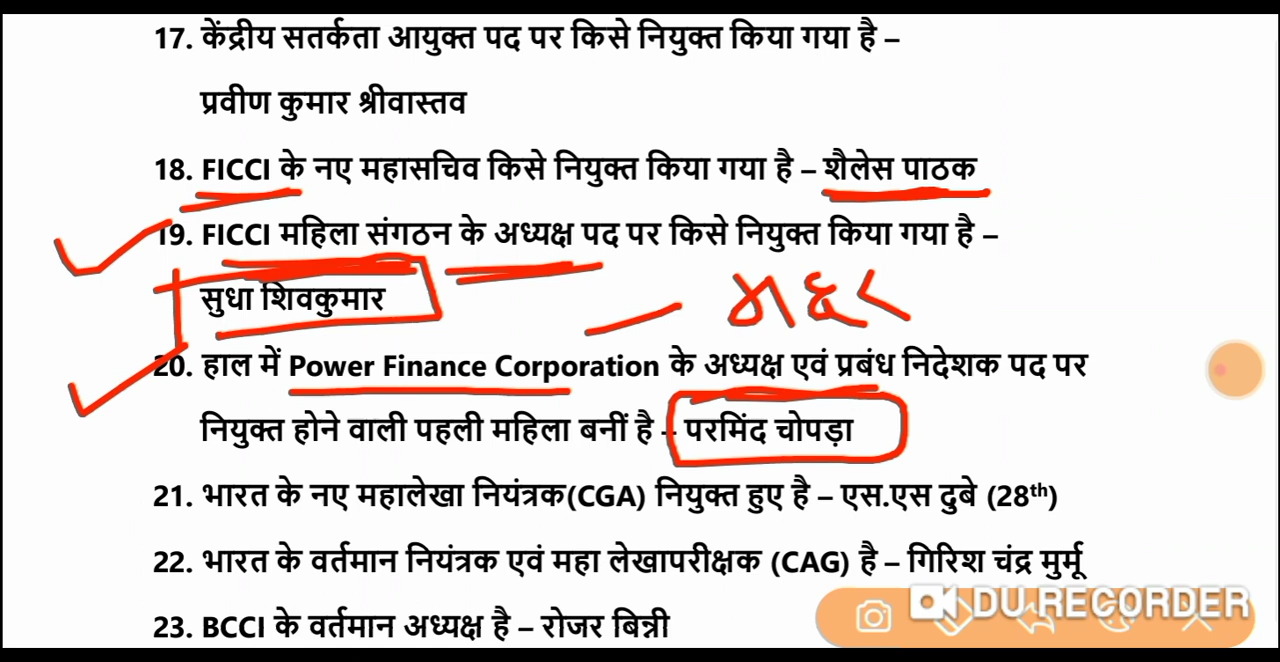 17. केंद्रीय सतर्कता आयुक्त पद पर किसे नियुक्त किया गया है –
प्रवीण कुमार श्रीवास्तव
18. FICCI के नए महासचिव किसे नियुक्त किया गया है – शैलेस पाठक
19. FICCI महिला संगठन के अध्यक्ष पद पर किसे नियुक्त किया गया है –
सुधा शिवकुमार
20. हाल में Power Finance Corporation के अध्यक्ष एवं प्रबंध निदेशक पद पर
नियुक्त होने वाली पहली महिला बनीं है – परमिंद चोपड़ा
21. भारत के नए महालेखा नियंत्रक(CGA) नियुक्त हुए है – एस.एस दुबे (28th)
22. भारत के वर्तमान नियंत्रक एवं महा लेखापरीक्षक (CAG) है – गिरिश चंद्र मुर्मू
DU RECORDER
23. BCCI के वर्तमान अध्यक्ष है – रोजर बिन्नी